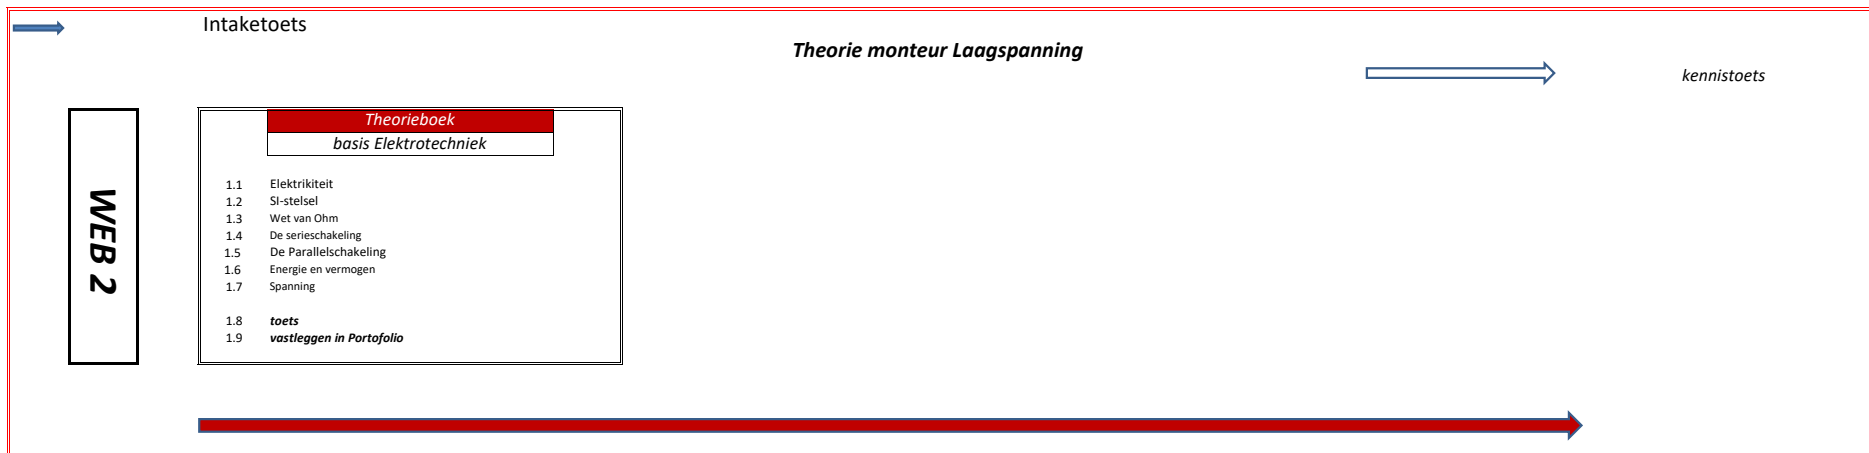 Intaketoets
Theorie monteur Laagspanning
kennistoets
WEB 2
Theorieboek
basis Elektrotechniek
1.1 Elektrikiteit
1.2 SI-stelsel
1.3 Wet van Ohm
1.4 De serieschakeling
1.5 De Parallelschakeling
1.6 Energie en vermogen
1.7 Spanning
1.8 toets
1.9 vastleggen in Portofolio